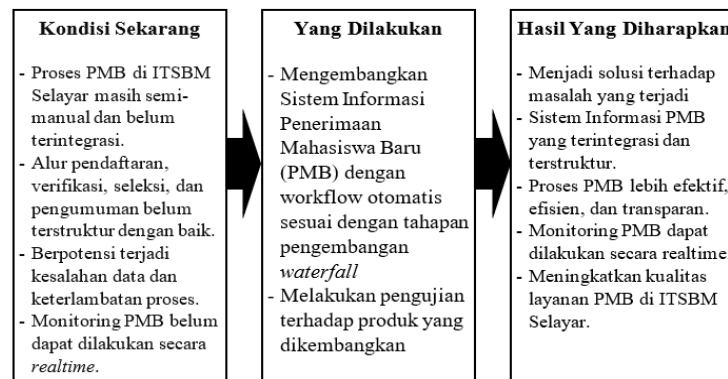 Kondisi Sekarang
- Proses PMB di ITSBM
Selayar masih semi-
manual dan belum
terintegrasi.
- Alur pendaftaran,
verifikasi, seleksi, dan
pengumuman belum
terstruktur dengan baik.
- Berpotensi terjadi
kesalahan data dan
keterlambatan proses.
- Monitoring PMB belum
dapat dilakukan secara
realtime.
Yang Dilakukan
- Mengembangkan
Sistem Informasi
Penerimaan
Mahasiswa Baru
(PMB) dengan
workflow otomatis
sesuai dengan tahapan
pengembangan
waterfall
- Melakukan pengujian
terhadap produk yang
dikembangkan
Hasil Yang Diharapkan
- Menjadi solusi terhadap
masalah yang terjadi
- Sistem Informasi PMB
yang terintegrasi dan
terstruktur.
- Proses PMB lebih efektif,
efisien, dan transparan.
- Monitoring PMB dapat
dilakukan secara realtime
- Meningkatkan kualitas
layanan PMB di ITSBM
Selayar.